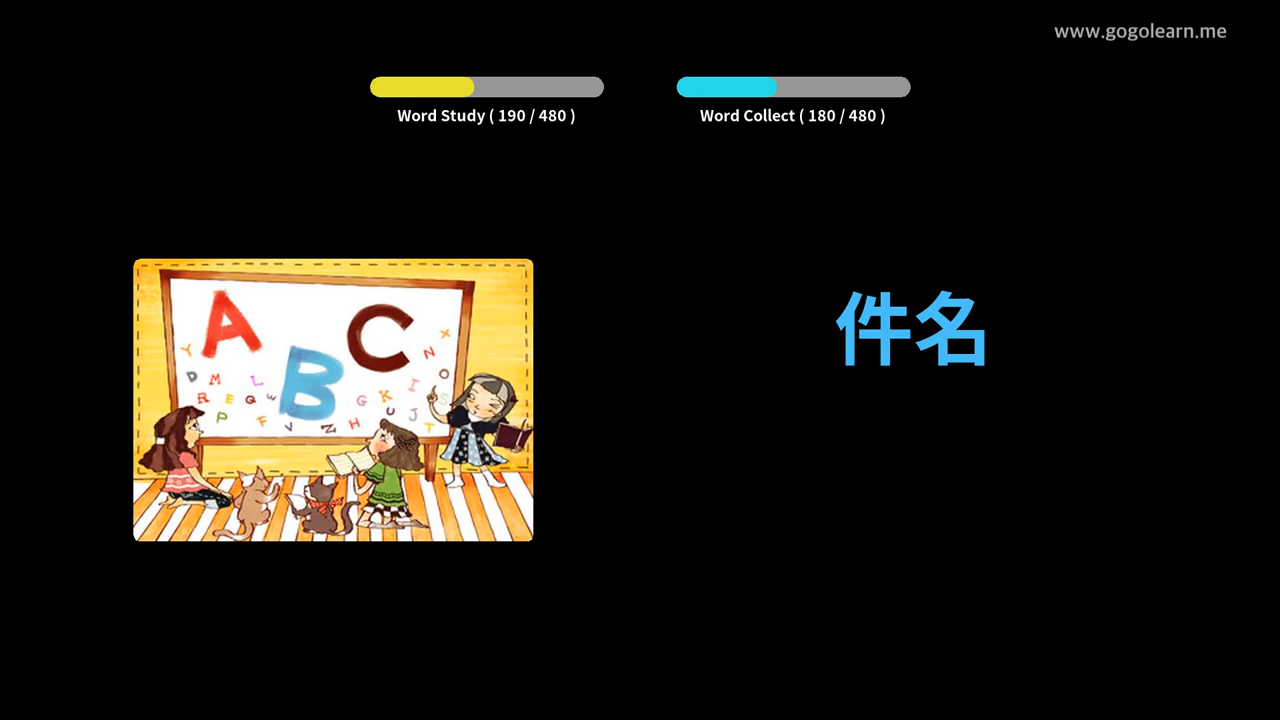 www.gogolearn.me
Word Study ( 190 / 480 )
Word Collect ( 180 / 480 )
件名
A
B
C
Y
X
N
D M L
O
R E Q W
G K I
S
P
F V Z H U J T